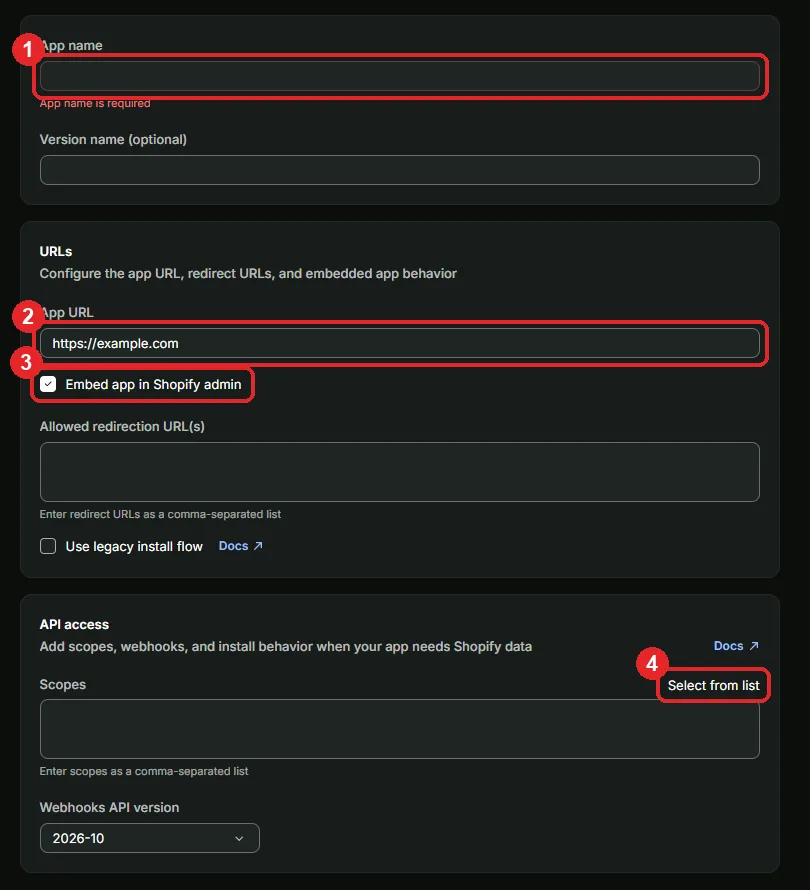 1
App name
App name is required
Version name (optional)
URLs
Configure the app URL, redirect URLs, and embedded app behavior
2
App URL
https://example.com
3
Embed app in Shopify admin
Allowed redirection URL(s)
Enter redirect URLs as a comma-separated list
Use legacy install flow Docs ↗
API access
Add scopes, webhooks, and install behavior when your app needs Shopify data Docs ↗
4
Scopes Select from list
Enter scopes as a comma-separated list
Webhooks API version
2026-10